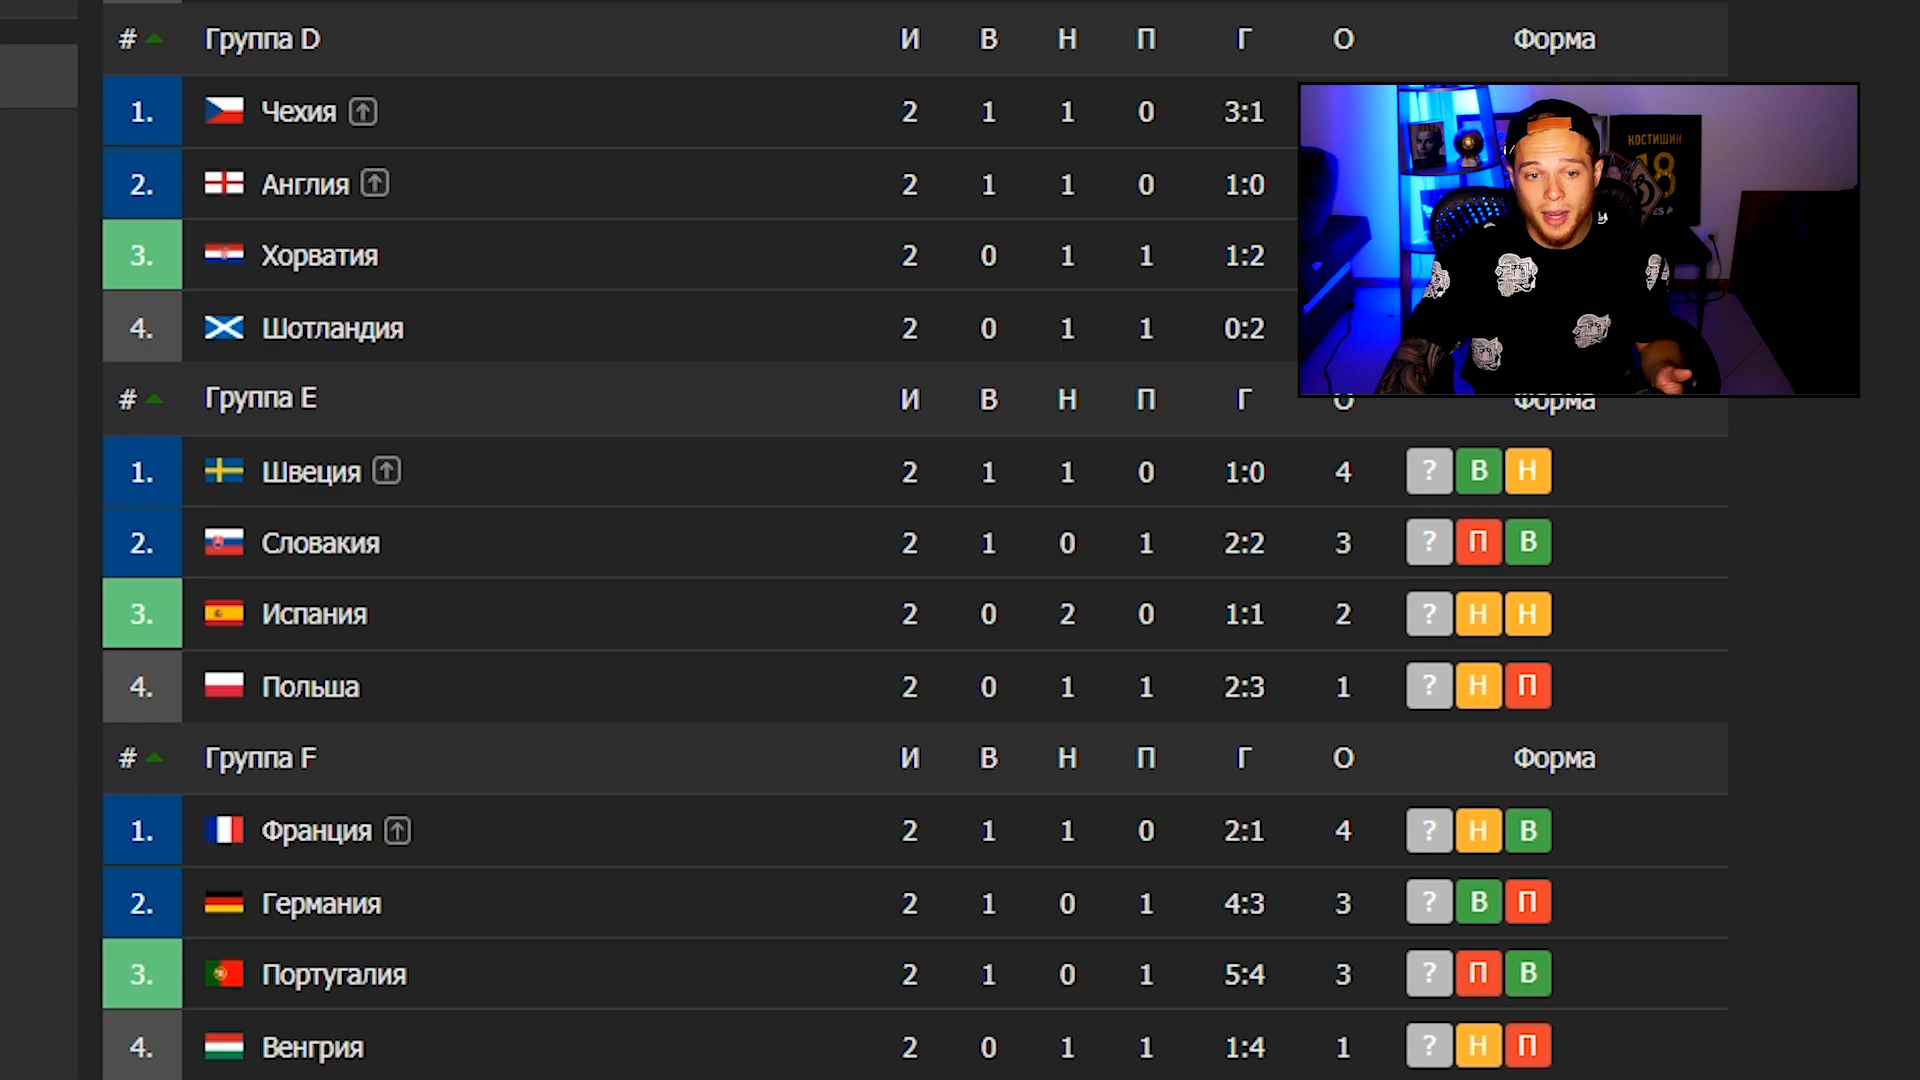 # Группа D И В Н П Г О Форма
1. Чехия 2 1 1 0 3:1
2. Англия 2 1 1 0 1:0
3. Хорватия 2 0 1 1 1:2
4. Шотландия 2 0 1 1 0:2
КОСТИШИН
18
# Группа E И В Н П Г О Форма
1. Швеция 2 1 1 0 1:0 4 ? В Н
2. Словакия 2 1 0 1 2:2 3 ? П В
3. Испания 2 0 2 0 1:1 2 ? Н Н
4. Польша 2 0 1 1 2:3 1 ? Н П
# Группа F И В Н П Г О Форма
1. Франция 2 1 1 0 2:1 4 ? Н В
2. Германия 2 1 0 1 4:3 3 ? В П
3. Португалия 2 1 0 1 5:4 3 ? П В
4. Венгрия 2 0 1 1 1:4 1 ? Н П